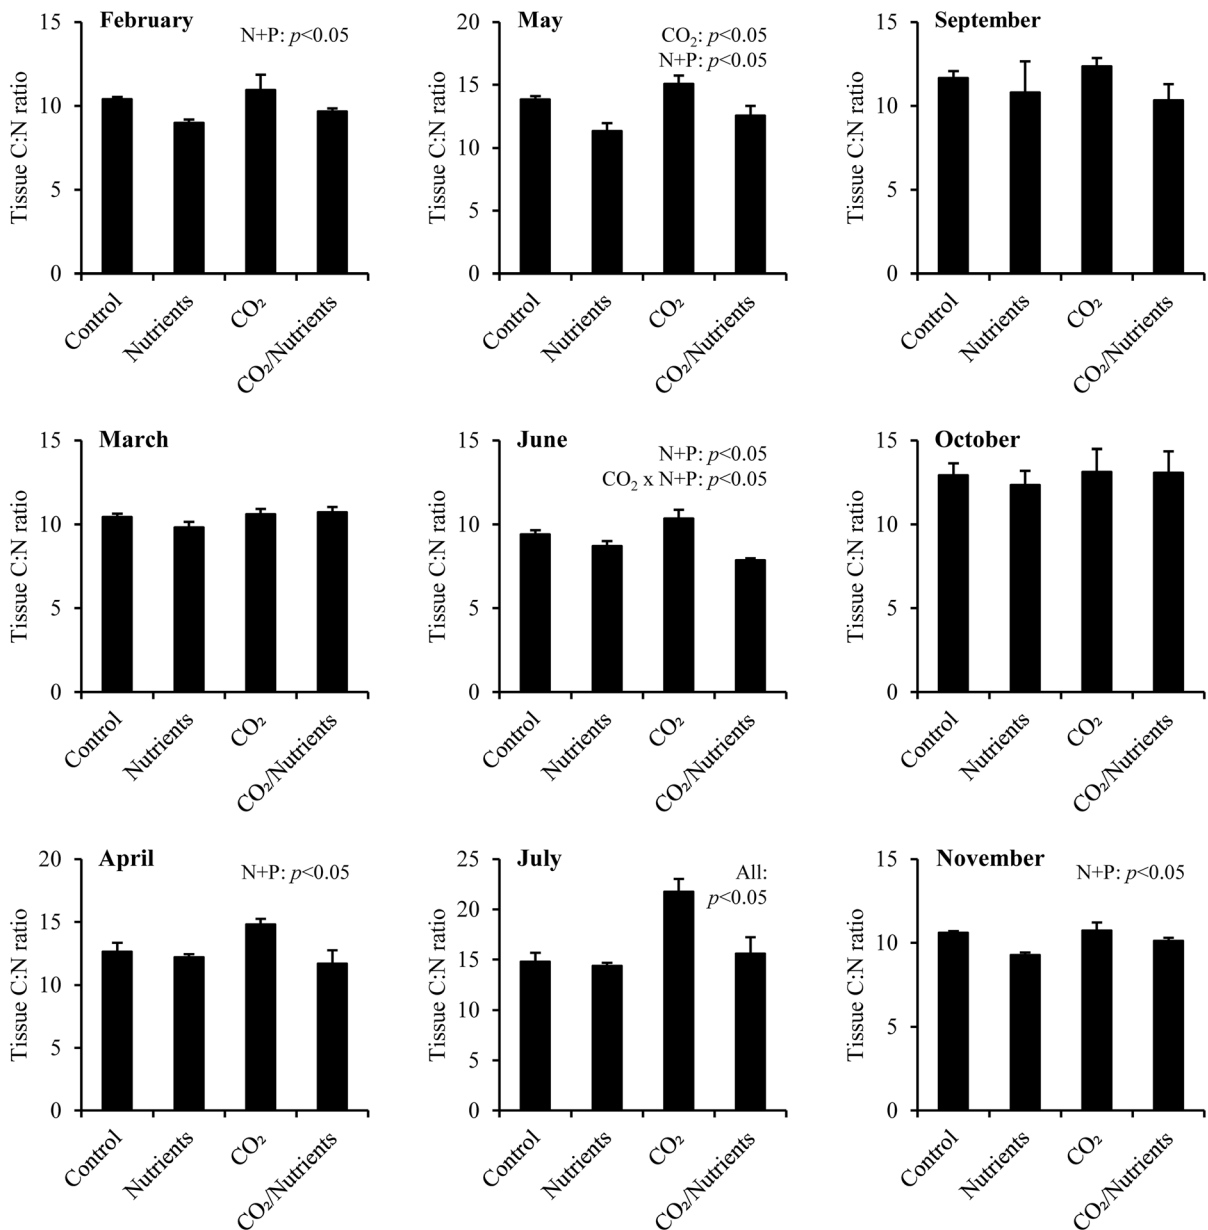 February
N+P: p<0.05
Tissue C:N ratio
15
10
5
0
Control
Nutrients
CO₂
CO₂/Nutrients
May
CO₂: p<0.05
N+P: p<0.05
Tissue C:N ratio
20
15
10
5
0
Control
Nutrients
CO₂
CO₂/Nutrients
September
Tissue C:N ratio
15
10
5
0
Control
Nutrients
CO₂
CO₂/Nutrients
March
Tissue C:N ratio
15
10
5
0
Control
Nutrients
CO₂
CO₂/Nutrients
June
N+P: p<0.05
CO₂ x N+P: p<0.05
Tissue C:N ratio
15
10
5
0
Control
Nutrients
CO₂
CO₂/Nutrients
October
Tissue C:N ratio
15
10
5
0
Control
Nutrients
CO₂
CO₂/Nutrients
April
N+P: p<0.05
Tissue C:N ratio
20
15
10
5
0
Control
Nutrients
CO₂
CO₂/Nutrients
July
All:
p<0.05
Tissue C:N ratio
25
20
15
10
5
0
Control
Nutrients
CO₂
CO₂/Nutrients
November
N+P: p<0.05
Tissue C:N ratio
15
10
5
0
Control
Nutrients
CO₂
CO₂/Nutrients